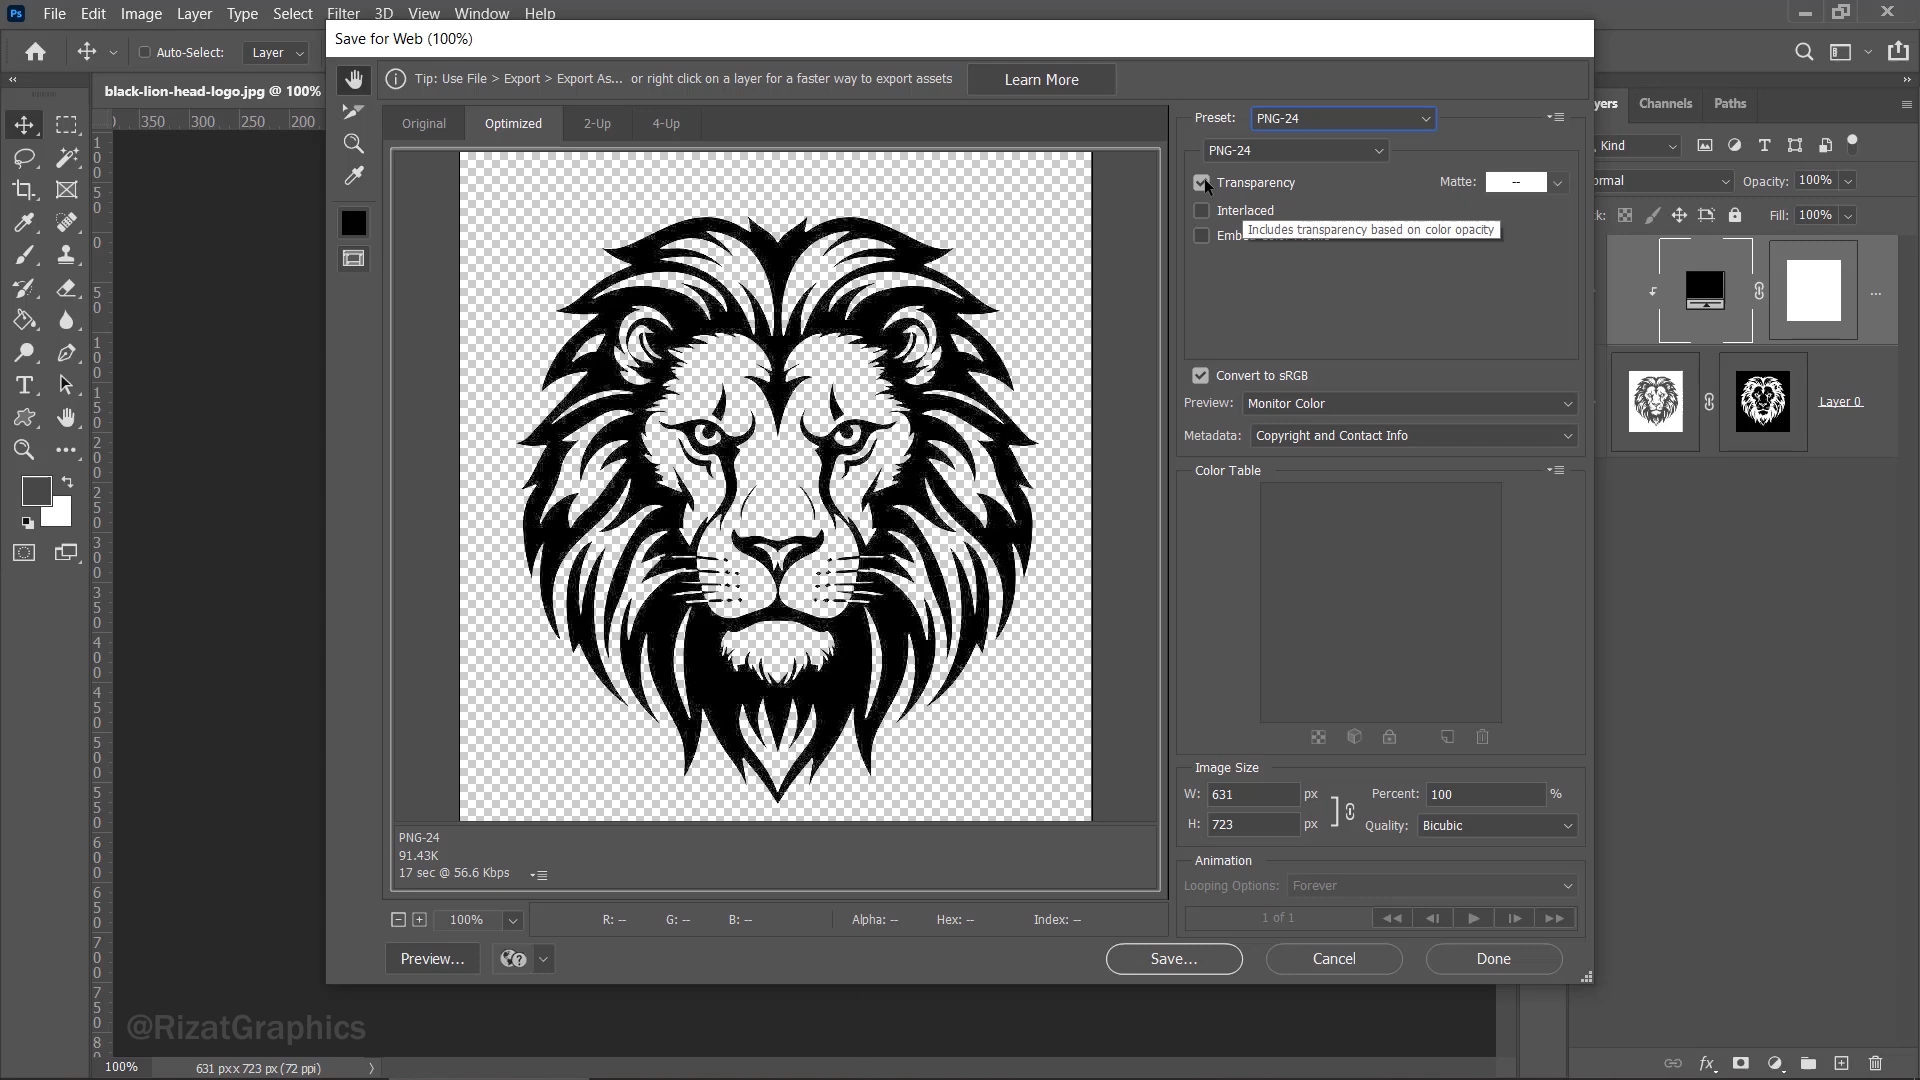 Ps File Edit Image Layer Type Select Filter 3D View Window Help
Save for Web (100%)
Auto-Select: Layer
Tip: Use File > Export > Export As... or right click on a layer for a faster way to export assets Learn More
black-lion-head-logo.jpg @ 100%
350 300 250 200
Original Optimized 2-Up 4-Up
Preset: PNG-24
PNG-24
Transparency Matte: --
Interlaced
Includes transparency based on color opacity
Convert to sRGB
Preview: Monitor Color
Metadata: Copyright and Contact Info
Color Table
Image Size
W: 631 px Percent: 100 %
H: 723 px Quality: Bicubic
Animation
Looping Options: Forever
1 of 1
PNG-24
91.43K
17 sec @ 56.6 Kbps
100% R: -- G: -- B: -- Alpha: -- Hex: -- Index: --
Preview... Save... Cancel Done
Channels Paths
Kind
Opacity: 100%
Fill: 100%
Layer 0
@RizatGraphics
100% 631 px x 723 px (72 ppi)
fx